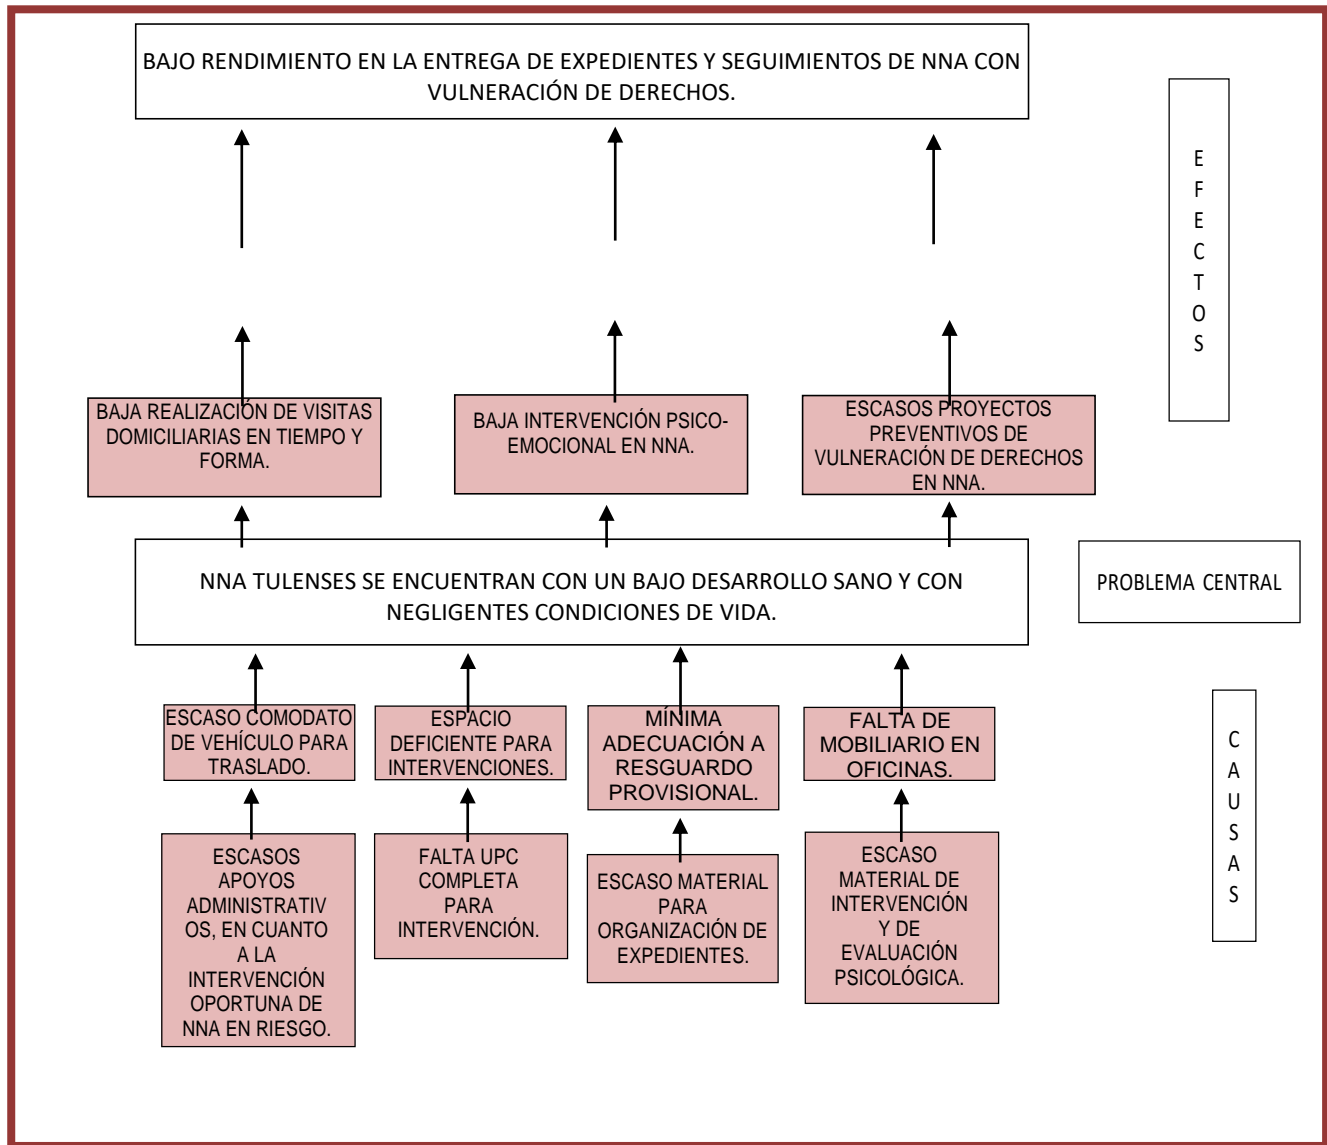 BAJO RENDIMIENTO EN LA ENTREGA DE EXPEDIENTES Y SEGUIMIENTOS DE NNA CON
VULNERACIÓN DE DERECHOS.
EFECTOS
BAJA REALIZACIÓN DE VISITAS
DOMICILIARIAS EN TIEMPO Y
FORMA.
BAJA INTERVENCIÓN PSICO-
EMOCIONAL EN NNA.
ESCASOS PROYECTOS
PREVENTIVOS DE
VULNERACIÓN DE DERECHOS
EN NNA.
NNA TULENSES SE ENCUENTRAN CON UN BAJO DESARROLLO SANO Y CON
NEGLIGENTES CONDICIONES DE VIDA.
PROBLEMA CENTRAL
ESCASO COMODATO
DE VEHÍCULO PARA
TRASLADO.
ESPACIO
DEFICIENTE PARA
INTERVENCIONES.
MÍNIMA
ADECUACIÓN A
RESGUARDO
PROVISIONAL.
FALTA DE
MOBILIARIO EN
OFICINAS.
CAUSAS
ESCASOS
APOYOS
ADMINISTRATIV
OS, EN CUANTO
A LA
INTERVENCIÓN
OPORTUNA DE
NNA EN RIESGO.
FALTA UPC
COMPLETA
PARA
INTERVENCIÓN.
ESCASO MATERIAL
PARA
ORGANIZACIÓN DE
EXPEDIENTES.
ESCASO
MATERIAL DE
INTERVENCIÓN
Y DE
EVALUACIÓN
PSICOLÓGICA.